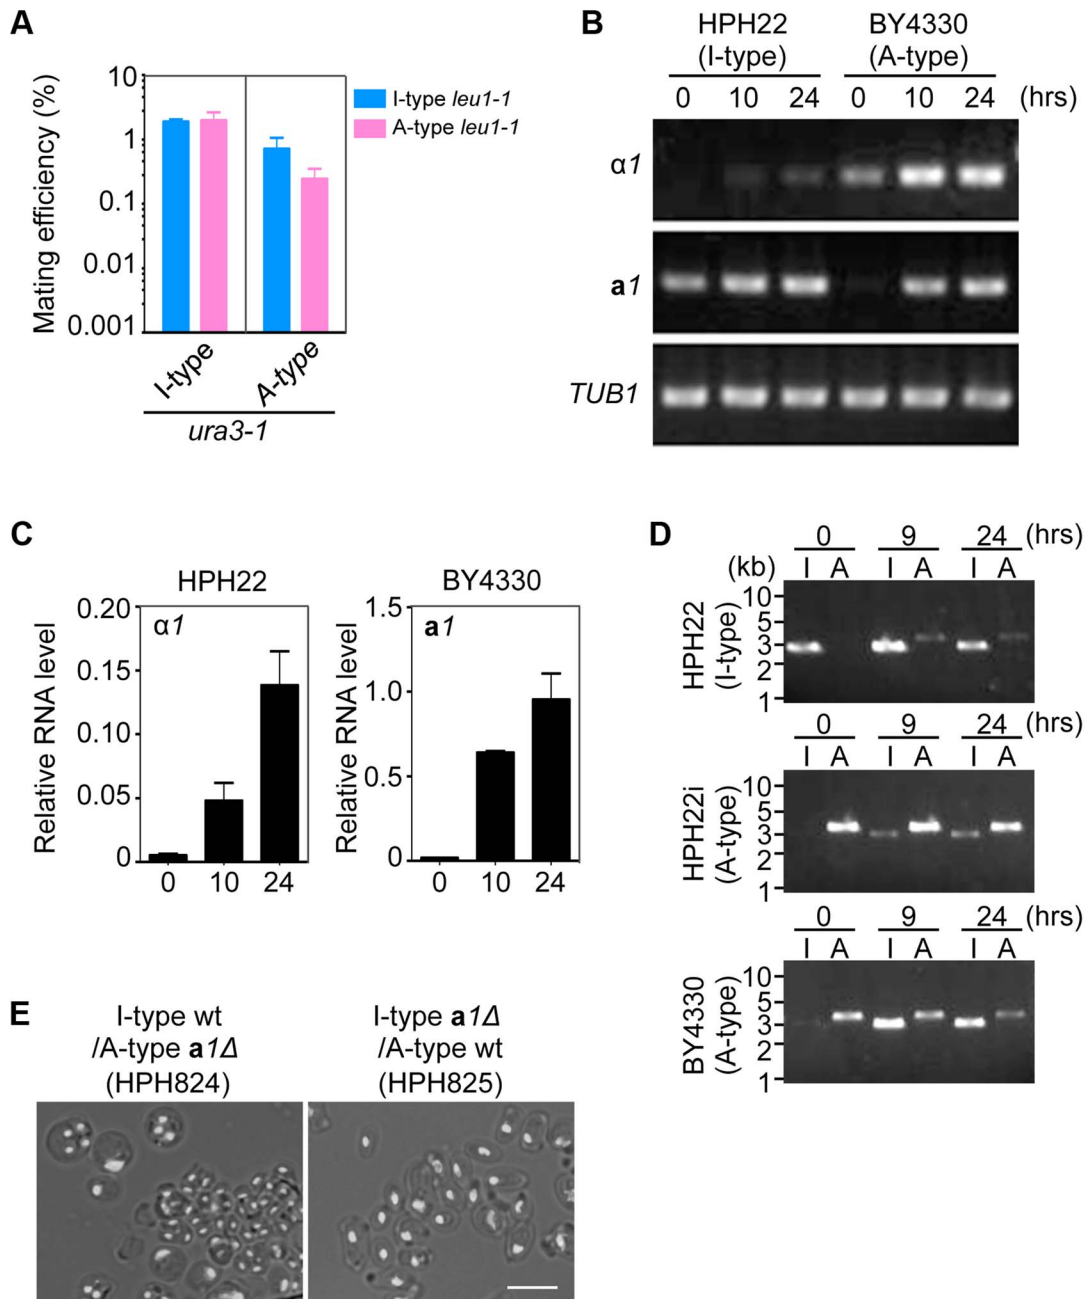 A
Mating efficiency (%)
10
1
0.1
0.01
0.001
I-type
A-type
ura3-1
I-type leu1-1
A-type leu1-1
B
HPH22
(I-type)
BY4330
(A-type)
0 10 24 0 10 24 (hrs)
α1
a1
TUB1
C
HPH22
α1
Relative RNA level
0.20
0.15
0.10
0.05
0
0 10 24
BY4330
a1
Relative RNA level
1.5
1.0
0.5
0
0 10 24
D
0 9 24 (hrs)
(kb) I A I A I A
HPH22
(I-type)
10
5
3
2
1
0 9 24 (hrs)
I A I A I A
HPH22i
(A-type)
10
5
3
2
1
0 9 24 (hrs)
I A I A I A
BY4330
(A-type)
10
5
3
2
1
E
I-type wt
/A-type a1Δ
(HPH824)
I-type a1Δ
/A-type wt
(HPH825)